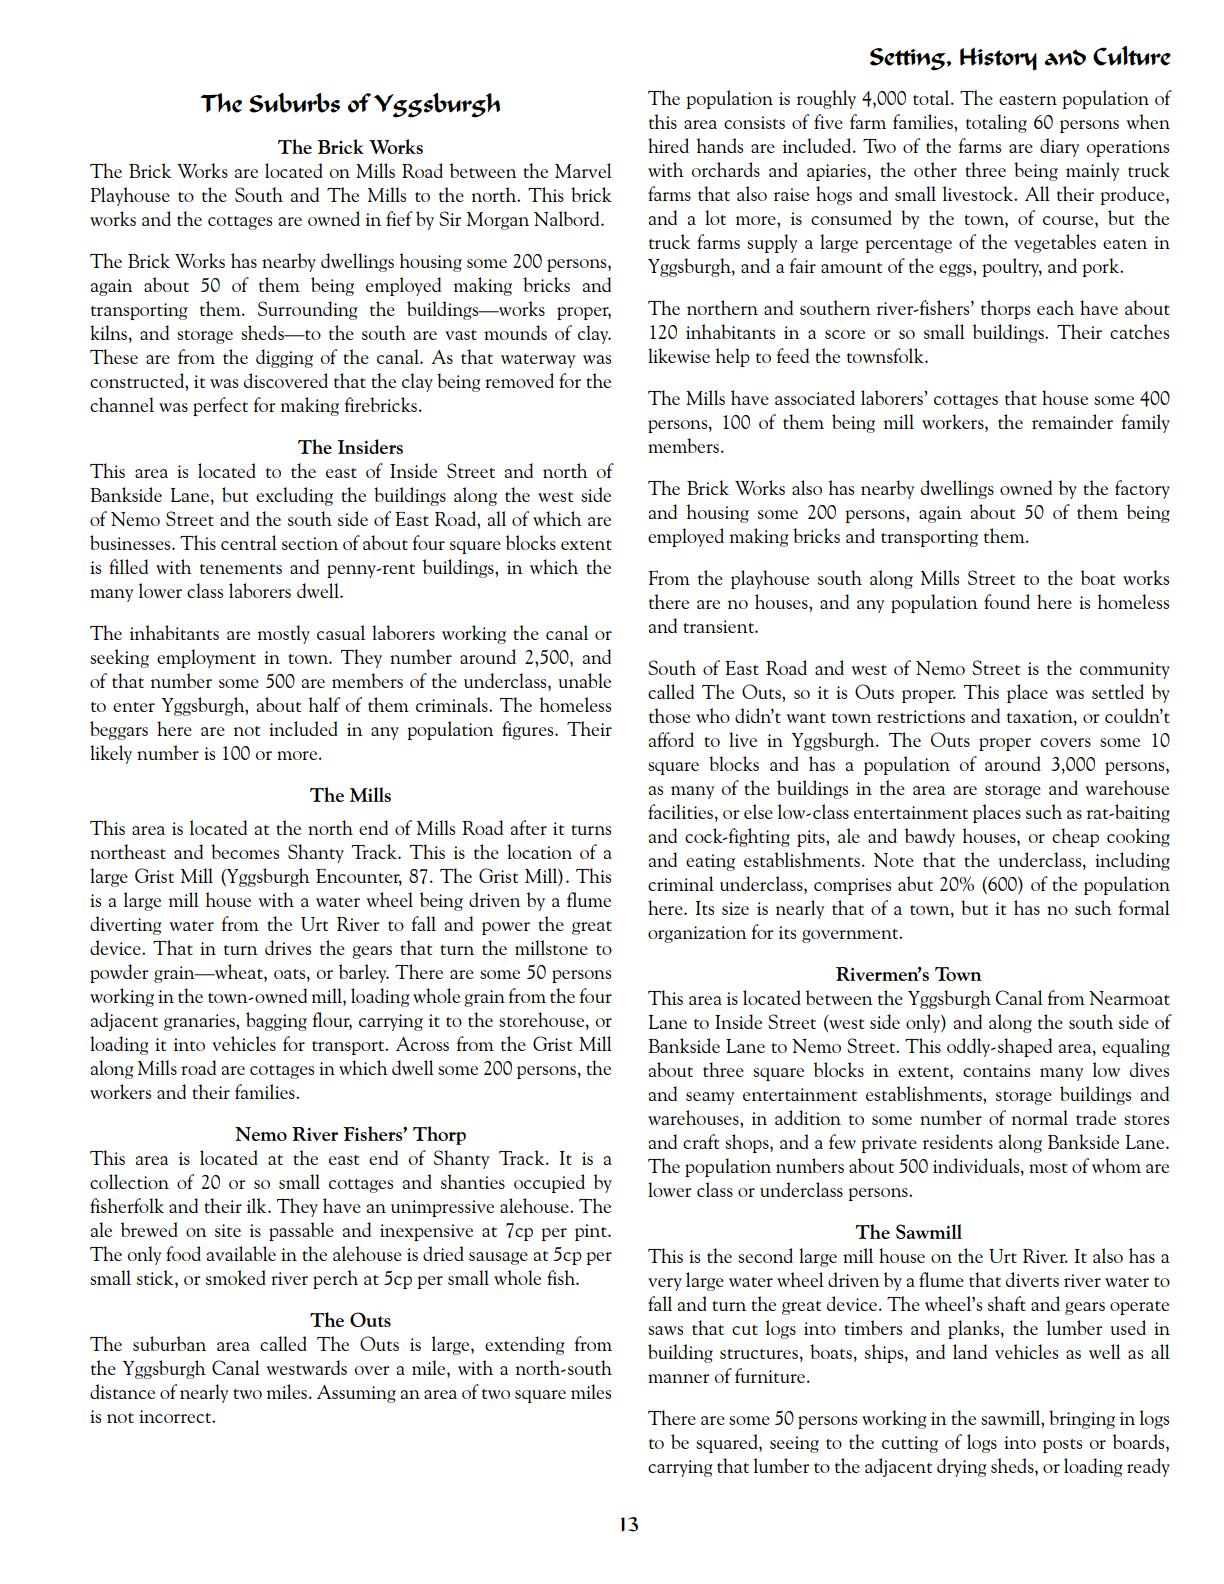 Setting, History and Culture
The Suburbs of Yggsburgh
The Brick Works
The Brick Works are located on Mills Road between the Marvel
Playhouse to the South and The Mills to the north. This brick
works and the cottages are owned in fief by Sir Morgan Nalbord.
The Brick Works has nearby dwellings housing some 200 persons,
again about 50 of them being employed making bricks and
transporting them. Surrounding the buildings—works proper,
kilns, and storage sheds—to the south are vast mounds of clay.
These are from the digging of the canal. As that waterway was
constructed, it was discovered that the clay being removed for the
channel was perfect for making firebricks.
The Insiders
This area is located to the east of Inside Street and north of
Bankside Lane, but excluding the buildings along the west side
of Nemo Street and the south side of East Road, all of which are
businesses. This central section of about four square blocks extent
is filled with tenements and penny-rent buildings, in which the
many lower class laborers dwell.
The inhabitants are mostly casual laborers working the canal or
seeking employment in town. They number around 2,500, and
of that number some 500 are members of the underclass, unable
to enter Yggsburgh, about half of them criminals. The homeless
beggars here are not included in any population figures. Their
likely number is 100 or more.
The Mills
This area is located at the north end of Mills Road after it turns
northeast and becomes Shanty Track. This is the location of a
large Grist Mill (Yggsburgh Encounter, 87. The Grist Mill). This
is a large mill house with a water wheel being driven by a flume
diverting water from the Urt River to fall and power the great
device. That in turn drives the gears that turn the millstone to
powder grain—wheat, oats, or barley. There are some 50 persons
working in the town-owned mill, loading whole grain from the four
adjacent granaries, bagging flour, carrying it to the storehouse, or
loading it into vehicles for transport. Across from the Grist Mill
along Mills road are cottages in which dwell some 200 persons, the
workers and their families.
Nemo River Fishers’ Thorp
This area is located at the east end of Shanty Track. It is a
collection of 20 or so small cottages and shanties occupied by
fisherfolk and their ilk. They have an unimpressive alehouse. The
ale brewed on site is passable and inexpensive at 7cp per pint.
The only food available in the alehouse is dried sausage at 5cp per
small stick, or smoked river perch at 5cp per small whole fish.
The Outs
The suburban area called The Outs is large, extending from
the Yggsburgh Canal westwards over a mile, with a north-south
distance of nearly two miles. Assuming an area of two square miles
is not incorrect.
The population is roughly 4,000 total. The eastern population of
this area consists of five farm families, totaling 60 persons when
hired hands are included. Two of the farms are diary operations
with orchards and apiaries, the other three being mainly truck
farms that also raise hogs and small livestock. All their produce,
and a lot more, is consumed by the town, of course, but the
truck farms supply a large percentage of the vegetables eaten in
Yggsburgh, and a fair amount of the eggs, poultry, and pork.
The northern and southern river-fishers’ thorps each have about
120 inhabitants in a score or so small buildings. Their catches
likewise help to feed the townsfolk.
The Mills have associated laborers’ cottages that house some 400
persons, 100 of them being mill workers, the remainder family
members.
The Brick Works also has nearby dwellings owned by the factory
and housing some 200 persons, again about 50 of them being
employed making bricks and transporting them.
From the playhouse south along Mills Street to the boat works
there are no houses, and any population found here is homeless
and transient.
South of East Road and west of Nemo Street is the community
called The Outs, so it is Outs proper. This place was settled by
those who didn’t want town restrictions and taxation, or couldn’t
afford to live in Yggsburgh. The Outs proper covers some 10
square blocks and has a population of around 3,000 persons,
as many of the buildings in the area are storage and warehouse
facilities, or else low-class entertainment places such as rat-baiting
and cock-fighting pits, ale and bawdy houses, or cheap cooking
and eating establishments. Note that the underclass, including
criminal underclass, comprises abut 20% (600) of the population
here. Its size is nearly that of a town, but it has no such formal
organization for its government.
Rivermen’s Town
This area is located between the Yggsburgh Canal from Nearmoat
Lane to Inside Street (west side only) and along the south side of
Bankside Lane to Nemo Street. This oddly-shaped area, equaling
about three square blocks in extent, contains many low dives
and seamy entertainment establishments, storage buildings and
warehouses, in addition to some number of normal trade stores
and craft shops, and a few private residents along Bankside Lane.
The population numbers about 500 individuals, most of whom are
lower class or underclass persons.
The Sawmill
This is the second large mill house on the Urt River. It also has a
very large water wheel driven by a flume that diverts river water to
fall and turn the great device. The wheel’s shaft and gears operate
saws that cut logs into timbers and planks, the lumber used in
building structures, boats, ships, and land vehicles as well as all
manner of furniture.
There are some 50 persons working in the sawmill, bringing in logs
to be squared, seeing to the cutting of logs into posts or boards,
carrying that lumber to the adjacent drying sheds, or loading ready
13